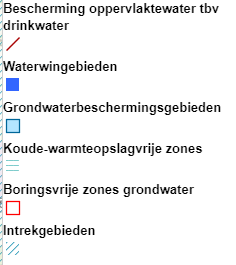 Bescherming oppervlaktewater tbv
drinkwater
Waterwingebieden
Grondwaterbeschermingsgebieden
Koude-warmteopslagvrije zones
Boringsvrije zones grondwater
Intrekgebieden